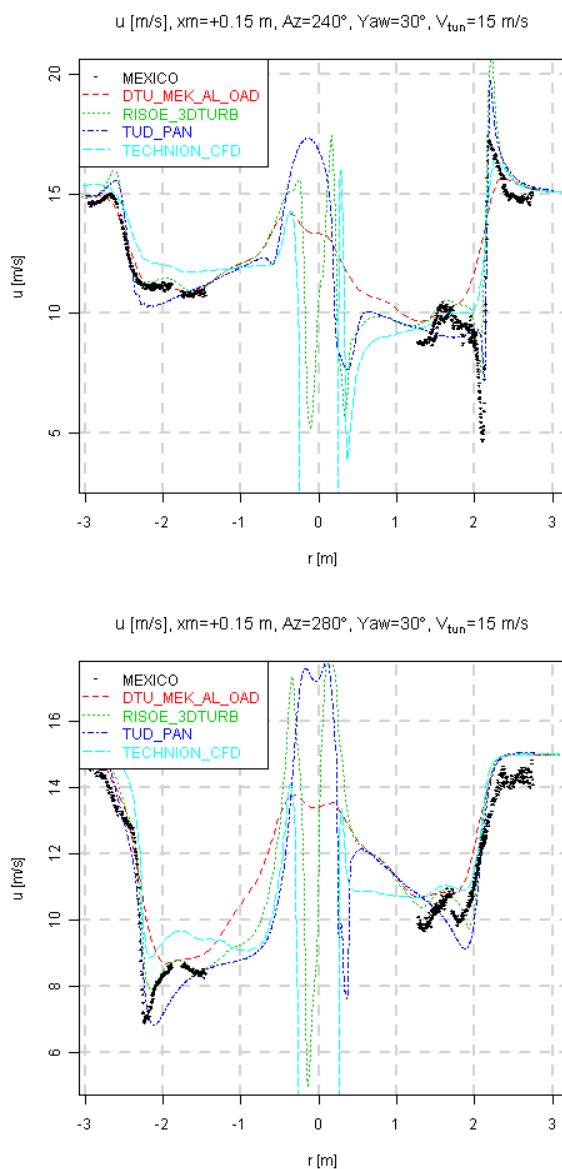 u [m/s], xm=+0.15 m, Az=240°, Yaw=30°, Vtun=15 m/s
MEXICO
DTU_MEK_AL_OAD
RISOE_3DTURB
TUD_PAN
TECHNION_CFD
u [m/s]
20
15
10
5
-3 -2 -1 0 1 2 3
r [m]
u [m/s], xm=+0.15 m, Az=280°, Yaw=30°, Vtun=15 m/s
MEXICO
DTU_MEK_AL_OAD
RISOE_3DTURB
TUD_PAN
TECHNION_CFD
u [m/s]
16
14
12
10
8
6
-3 -2 -1 0 1 2 3
r [m]